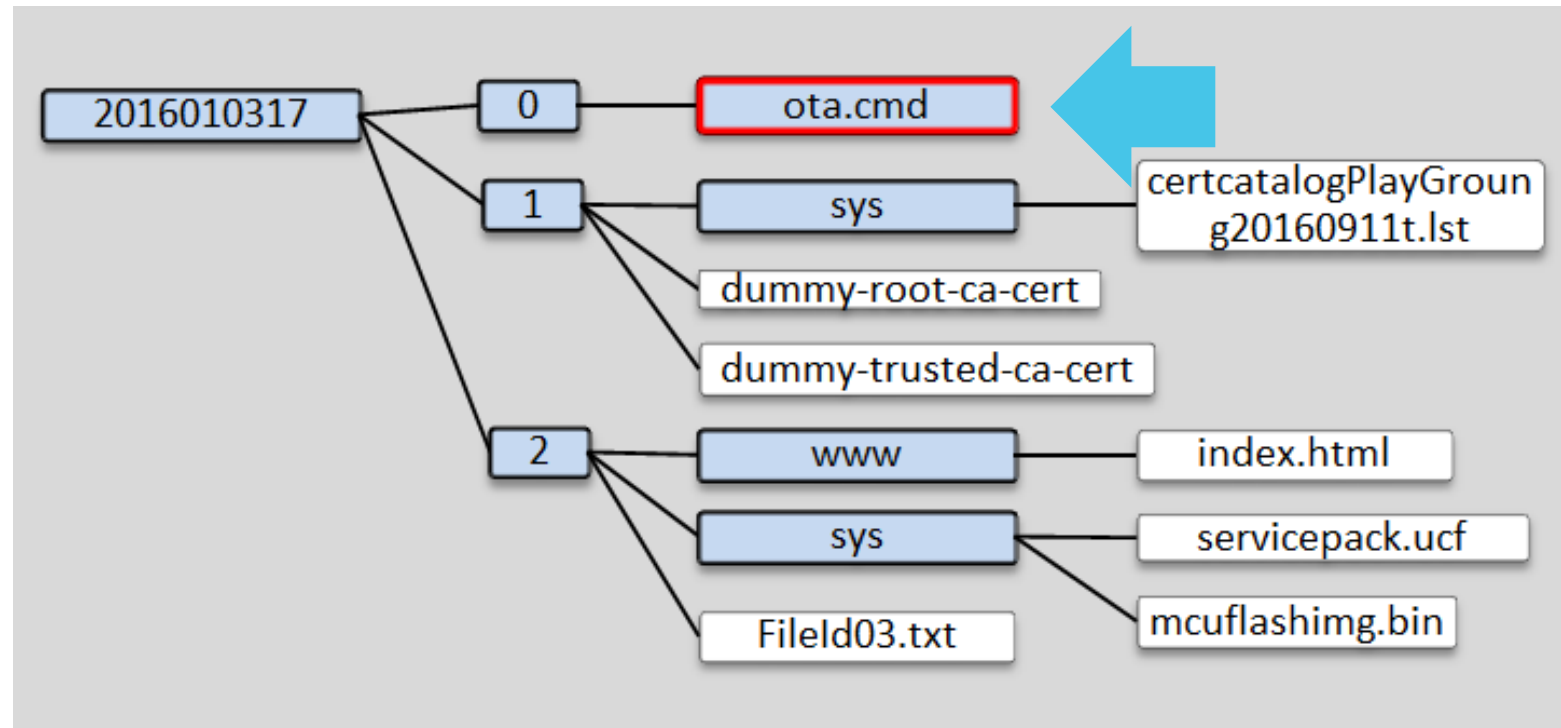 2016010317
0
ota.cmd
1
sys
certcatalogPlayGroun
g20160911t.lst
dummy-root-ca-cert
dummy-trusted-ca-cert
2
www
index.html
sys
servicepack.ucf
mcuflashimg.bin
FileId03.txt